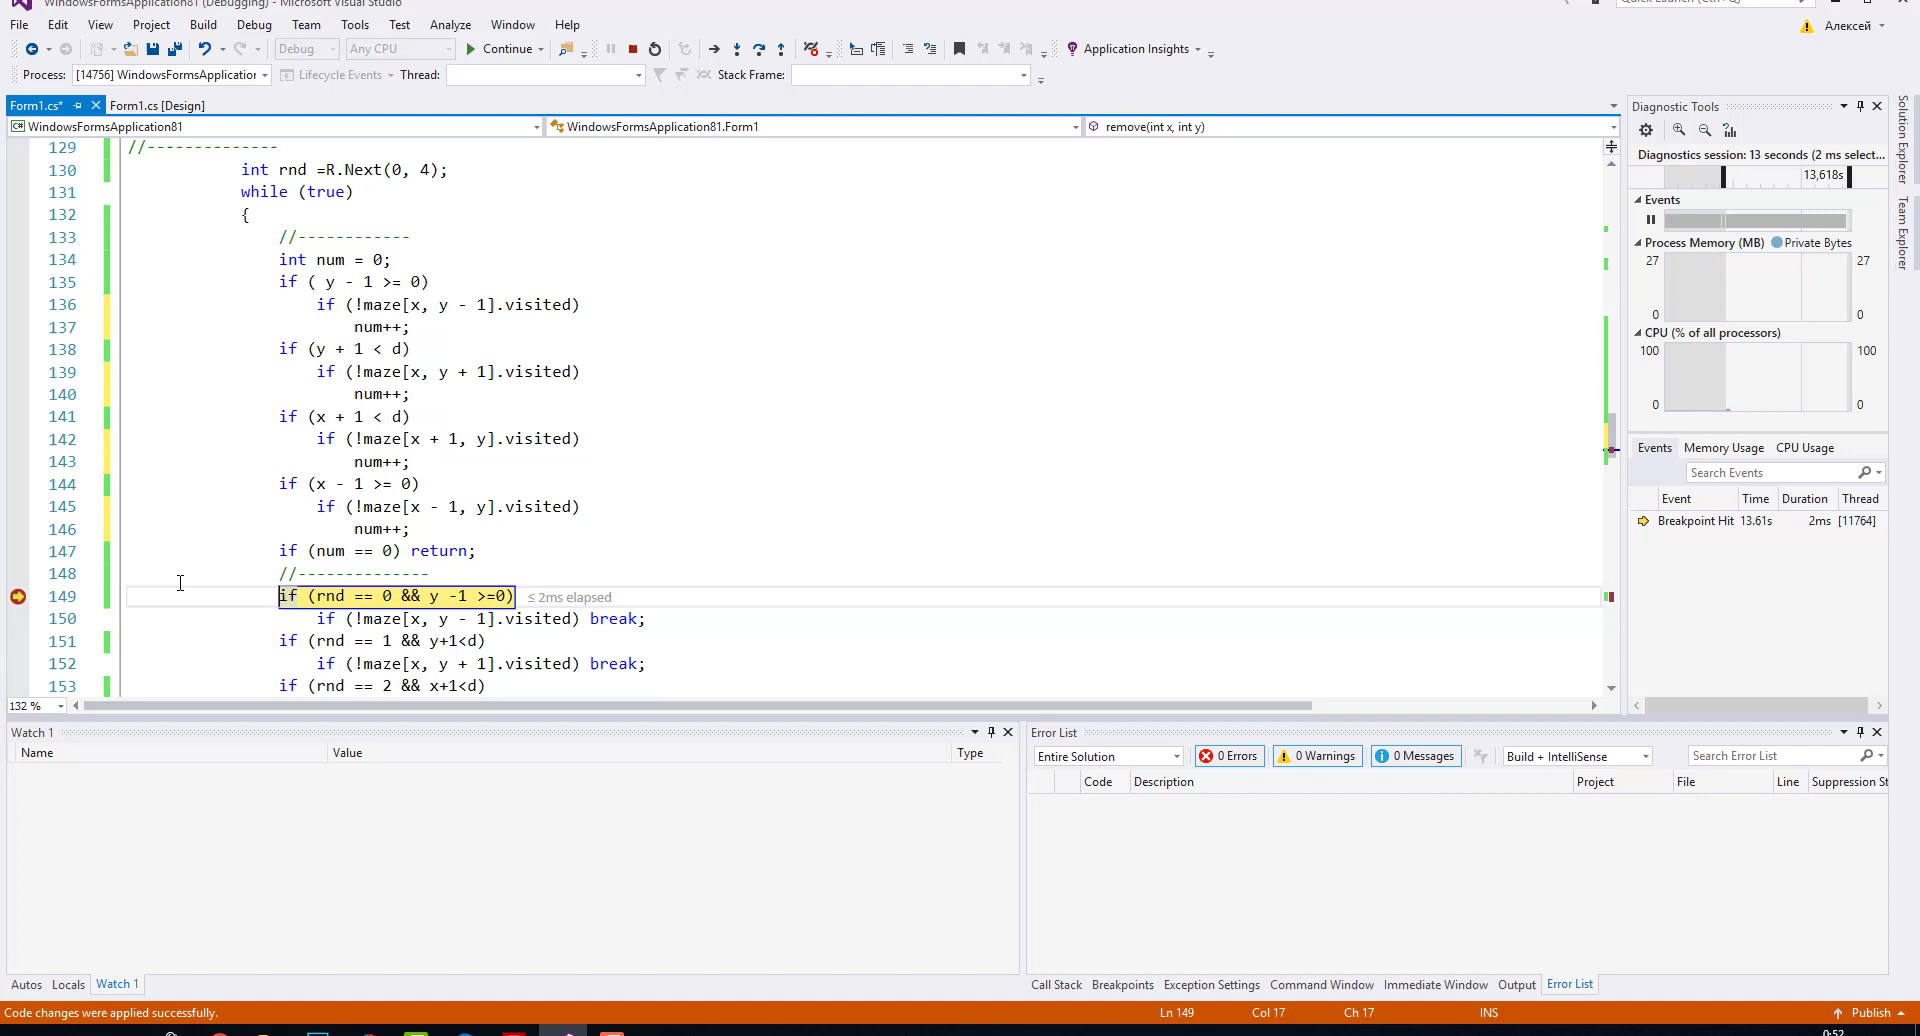 WindowsFormsApplication81 (Debugging) - Microsoft Visual Studio
Quick Launch (Ctrl+Q)
File Edit View Project Build Debug Team Tools Test Analyze Window Help
Алексей
Debug Any CPU Continue Application Insights
Process: [14756] WindowsFormsApplication Lifecycle Events Thread: Stack Frame:
Form1.cs* Form1.cs [Design]
C# WindowsFormsApplication81 WindowsFormsApplication81.Form1 remove(int x, int y)
129 //--------------
130 int rnd =R.Next(0, 4);
131 while (true)
132 {
133 //------------
134 int num = 0;
135 if ( y - 1 >= 0)
136 if (!maze[x, y - 1].visited)
137 num++;
138 if (y + 1 < d)
139 if (!maze[x, y + 1].visited)
140 num++;
141 if (x + 1 < d)
142 if (!maze[x + 1, y].visited)
143 num++;
144 if (x - 1 >= 0)
145 if (!maze[x - 1, y].visited)
146 num++;
147 if (num == 0) return;
148 //--------------
149 if (rnd == 0 && y -1 >=0) ≤ 2ms elapsed
150 if (!maze[x, y - 1].visited) break;
151 if (rnd == 1 && y+1<d)
152 if (!maze[x, y + 1].visited) break;
153 if (rnd == 2 && x+1<d)
132 %
Diagnostic Tools
Diagnostics session: 13 seconds (2 ms select...
13,618s
Events
Process Memory (MB) Private Bytes
27 27
0 0
CPU (% of all processors)
100 100
0 0
Events Memory Usage CPU Usage
Search Events
Event Time Duration Thread
Breakpoint Hit 13.61s 2ms [11764]
Solution Explorer
Team Explorer
Watch 1
Name Value Type
Autos Locals Watch 1
Error List
Entire Solution 0 Errors 0 Warnings 0 Messages Build + IntelliSense Search Error List
Code Description Project File Line Suppression St
Call Stack Breakpoints Exception Settings Command Window Immediate Window Output Error List
Code changes were applied successfully. Ln 149 Col 17 Ch 17 INS Publish
0:52